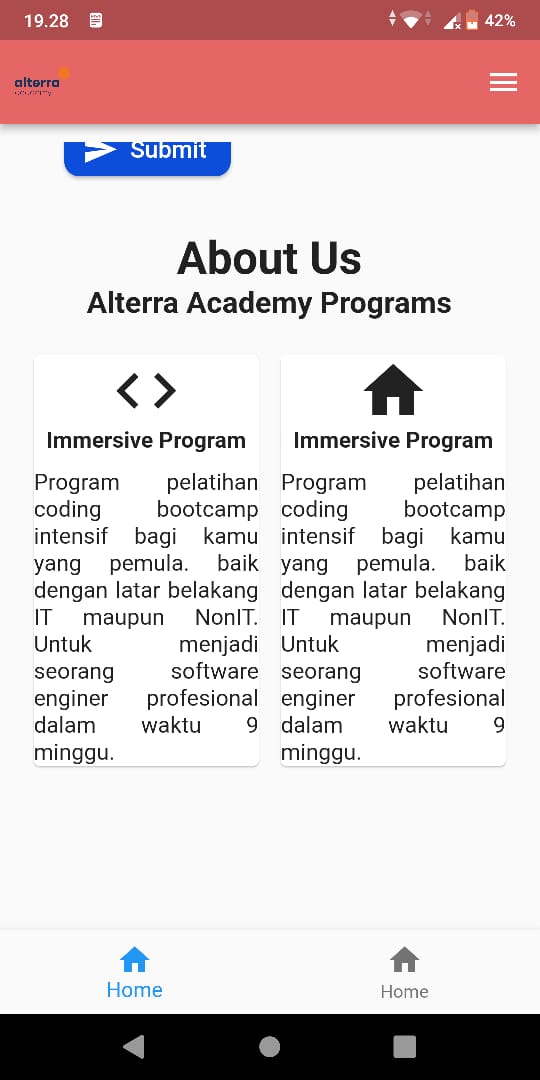 19.28
42%
alterra
academy
Submit
About Us
Alterra Academy Programs
Immersive Program
Program pelatihan
coding bootcamp
intensif bagi kamu
yang pemula. baik
dengan latar belakang
IT maupun NonIT.
Untuk menjadi
seorang software
enginer profesional
dalam waktu 9
minggu.
Immersive Program
Program pelatihan
coding bootcamp
intensif bagi kamu
yang pemula. baik
dengan latar belakang
IT maupun NonIT.
Untuk menjadi
seorang software
enginer profesional
dalam waktu 9
minggu.
Home
Home